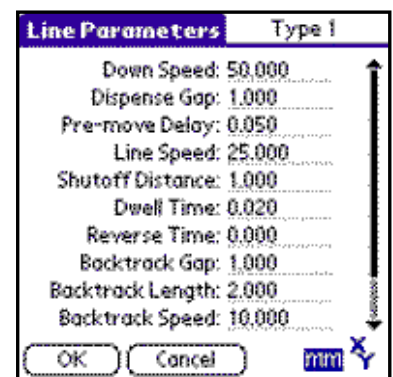 Line Parameters Type 1
Down Speed: 50.000
Dispense Gap: 1.000
Pre-move Delay: 0.050
Line Speed: 25.000
Shutoff Distance: 1.000
Dwell Time: 0.020
Reverse Time: 0.000
Backtrack Gap: 1.000
Backtrack Length: 2.000
Backtrack Speed: 10.000
OK Cancel mm X Y